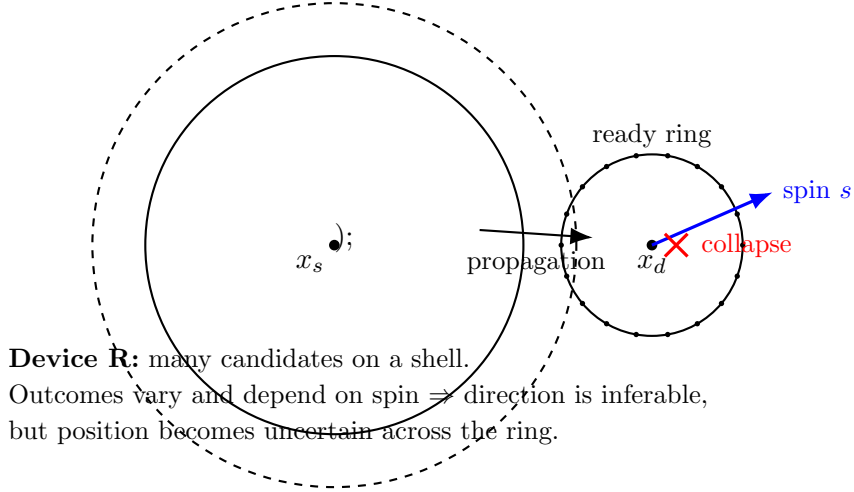 ready ring
spin s
);
collapse
x_s
propagation
x_d
Device R: many candidates on a shell.
Outcomes vary and depend on spin ⇒ direction is inferable,
but position becomes uncertain across the ring.